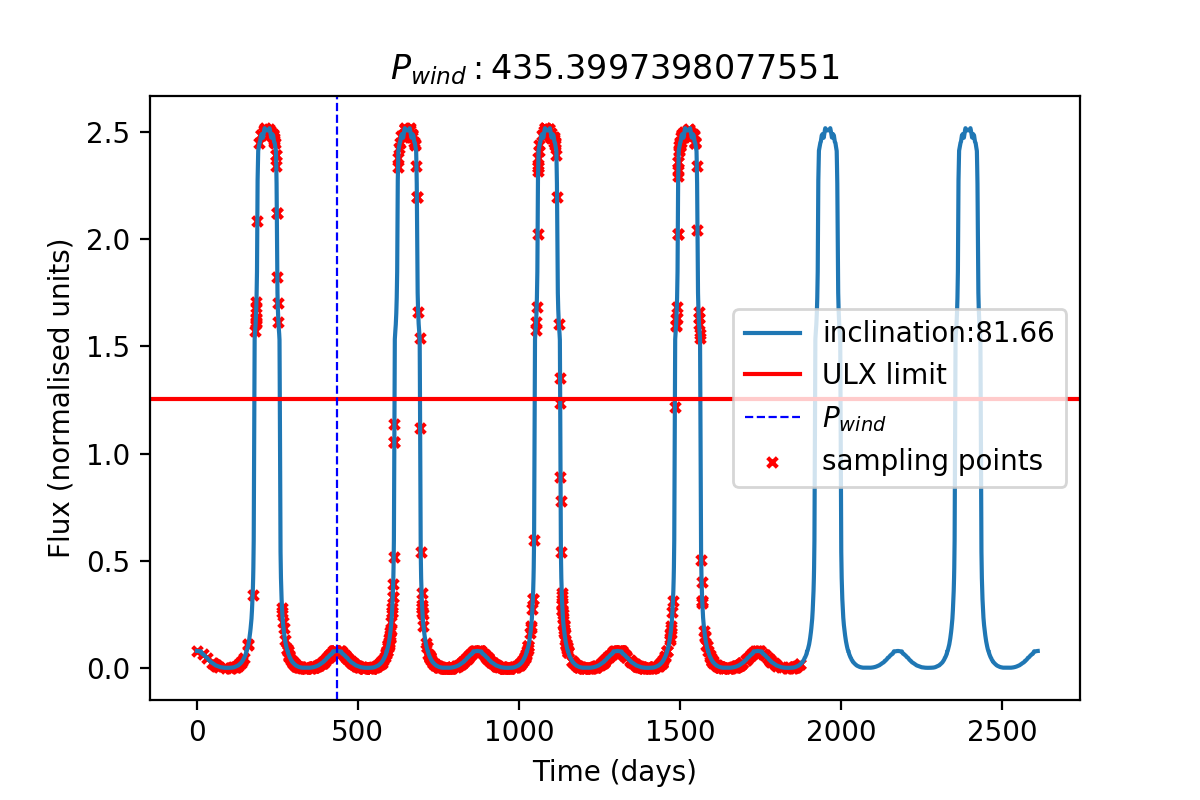 P_wind : 435.3997398077551
2.5
2.0
1.5
1.0
0.5
0.0
Flux (normalised units)
inclination:81.66
ULX limit
P_wind
sampling points
0 500 1000 1500 2000 2500
Time (days)